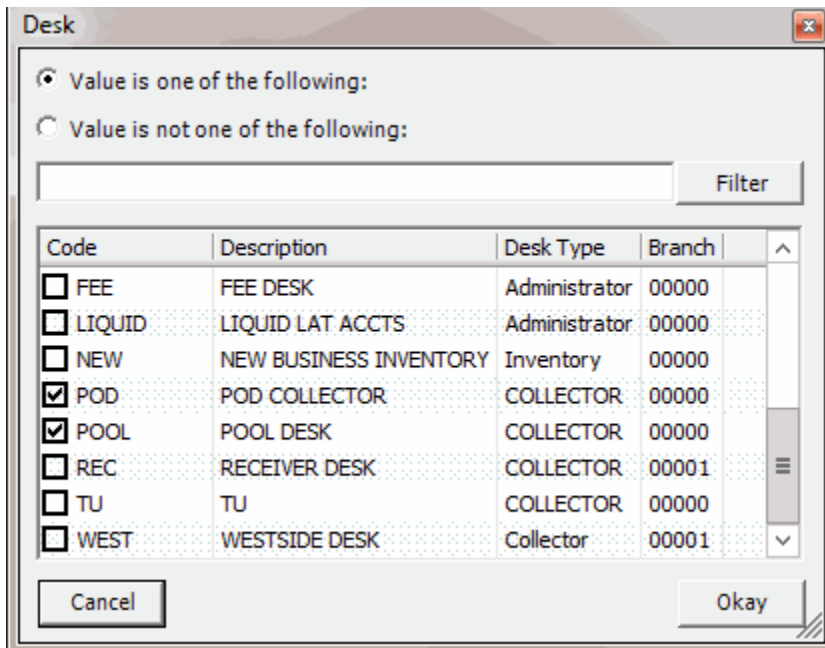 Desk
Value is one of the following:
Value is not one of the following:
Filter
Code Description Desk Type Branch
FEE FEE DESK Administrator 00000
LIQUID LIQUID LAT ACCTS Administrator 00000
NEW NEW BUSINESS INVENTORY Inventory 00000
POD POD COLLECTOR COLLECTOR 00000
POOL POOL DESK COLLECTOR 00000
REC RECEIVER DESK COLLECTOR 00001
TU TU COLLECTOR 00000
WEST WESTSIDE DESK Collector 00001
Cancel Okay